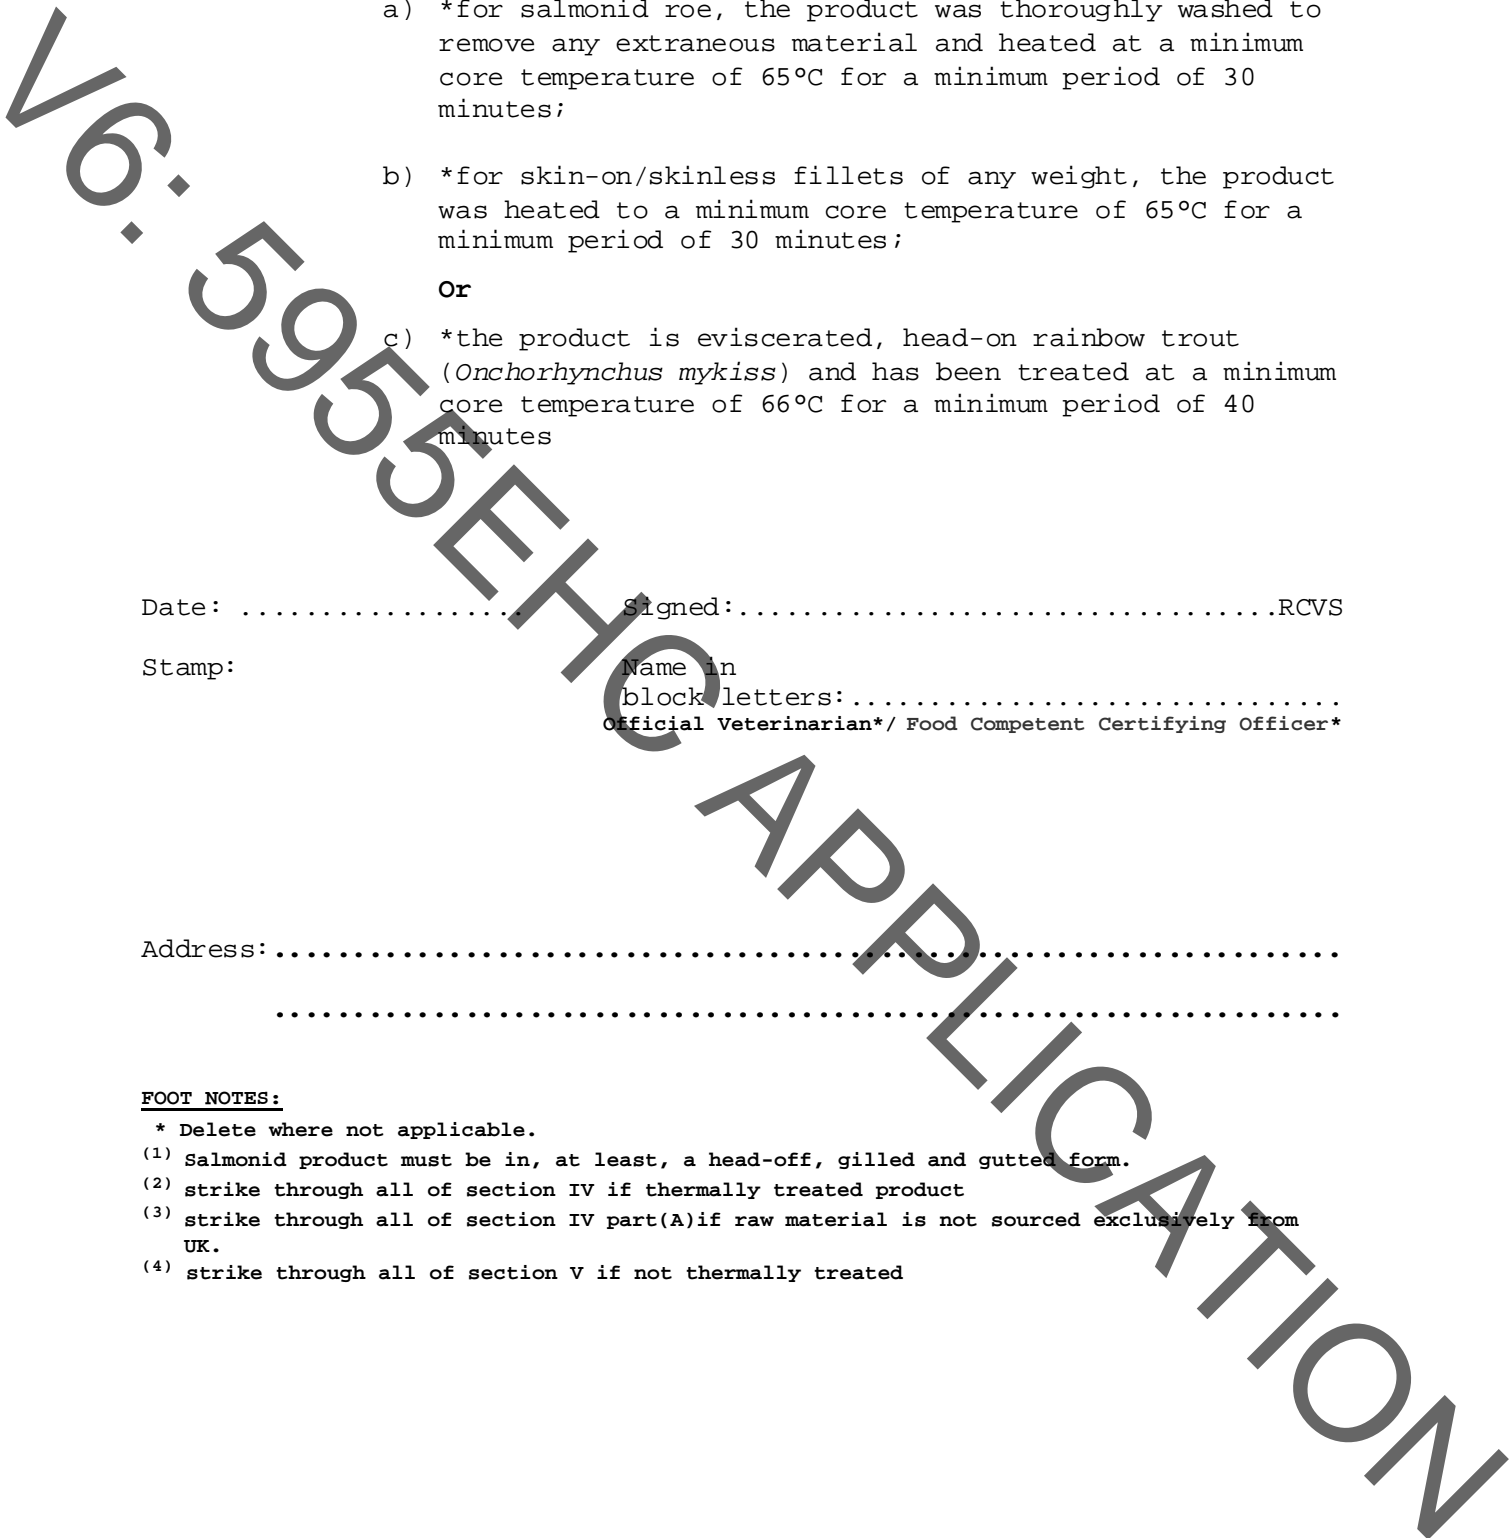 a) *for salmonid roe, the product was thoroughly washed to
remove any extraneous material and heated at a minimum
core temperature of 65°C for a minimum period of 30
minutes;
b) *for skin-on/skinless fillets of any weight, the product
was heated to a minimum core temperature of 65°C for a
minimum period of 30 minutes;
Or
c) *the product is eviscerated, head-on rainbow trout
(Onchorhynchus mykiss) and has been treated at a minimum
core temperature of 66°C for a minimum period of 40
minutes
Date: .................. Signed:..................................RCVS
Stamp: Name in
block letters:...............................
Official Veterinarian*/ Food Competent Certifying Officer*
Address:...................................................................
...................................................................
FOOT NOTES:
* Delete where not applicable.
(1) Salmonid product must be in, at least, a head-off, gilled and gutted form.
(2) strike through all of section IV if thermally treated product
(3) strike through all of section IV part(A)if raw material is not sourced exclusively from
UK.
(4) strike through all of section V if not thermally treated
V6: 5955EHC APPLICATION